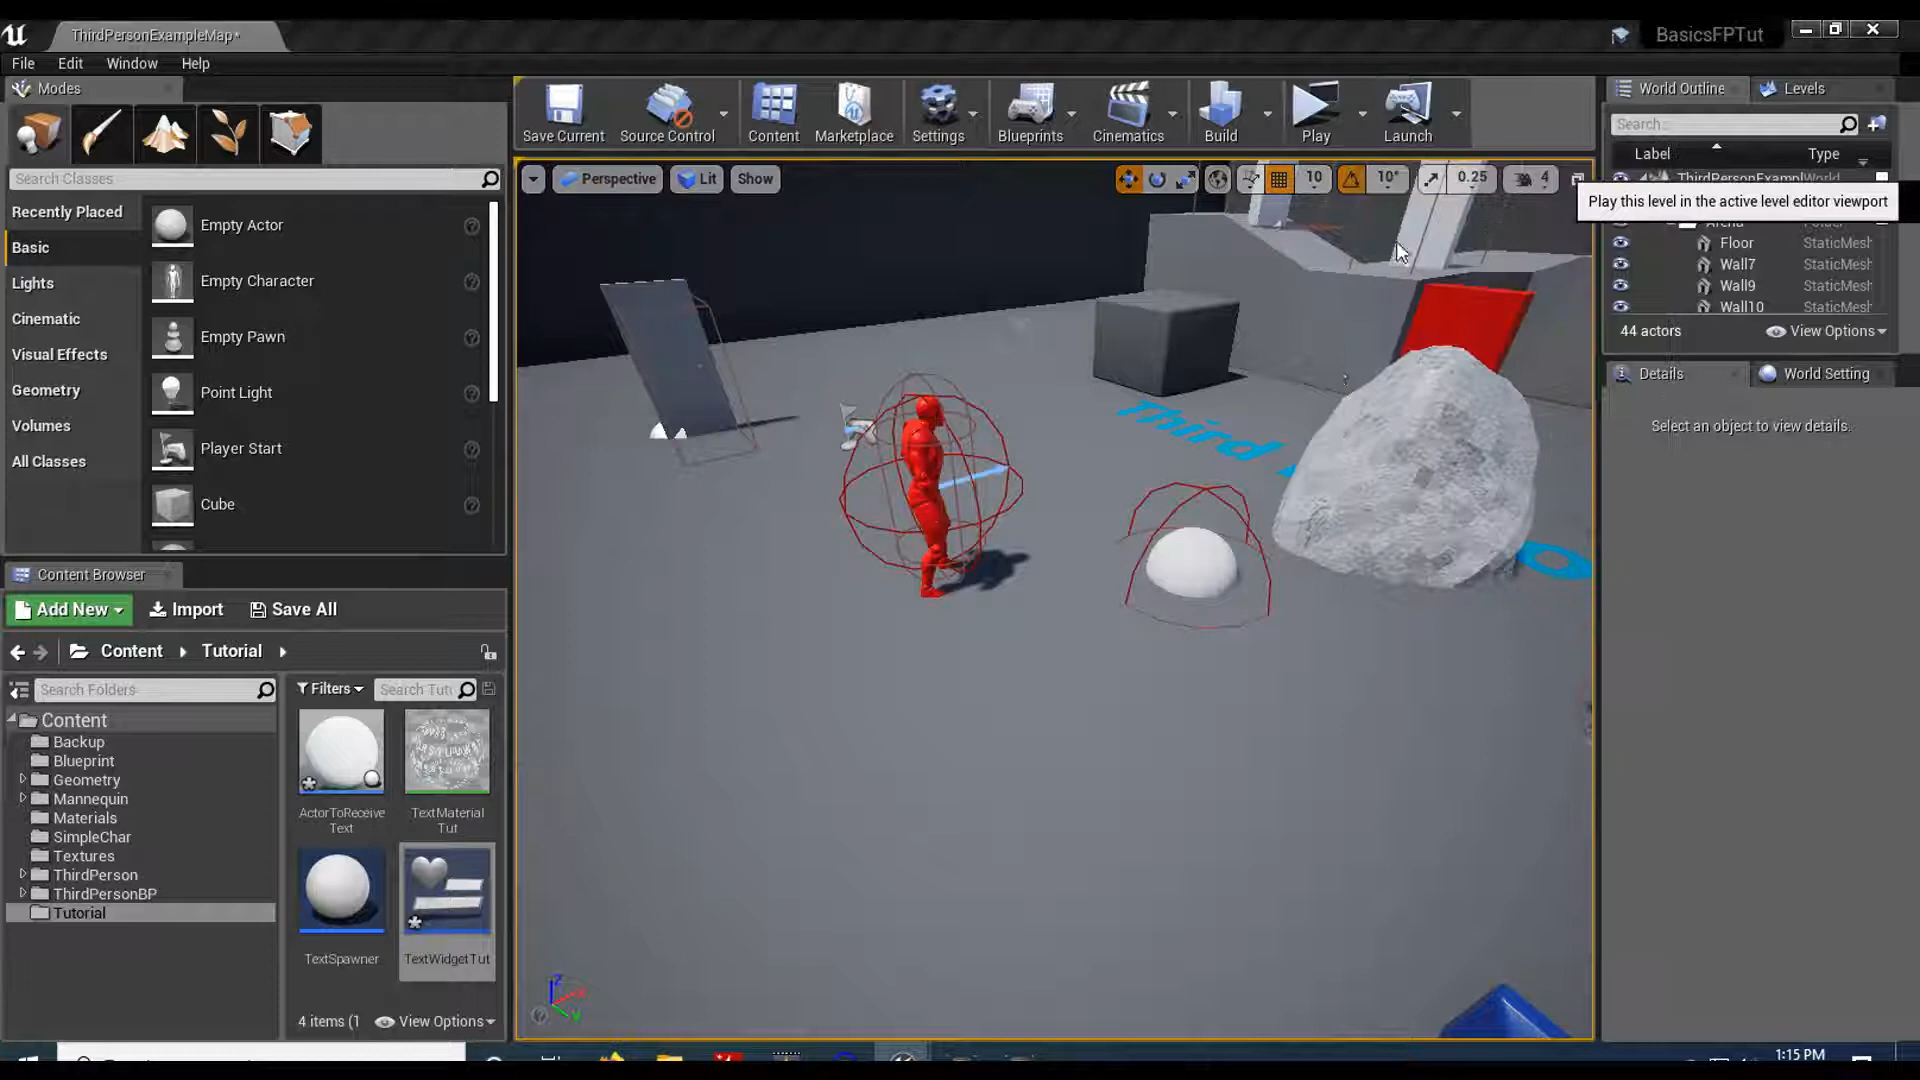 ThirdPersonExampleMap*
BasicsFPTut
File Edit Window Help
Modes
Save Current
Source Control
Content
Marketplace
Settings
Blueprints
Cinematics
Build
Play
Launch
World Outline
Levels
Search...
Label
Type
Search Classes
Perspective
Lit
Show
10
10°
0.25
4
ThirdPersonExampl
World
Play this level in the active level editor viewport
Floor StaticMesh
Wall7 StaticMesh
Wall9 StaticMesh
Wall10 StaticMesh
44 actors
View Options
Details
World Setting
Select an object to view details.
Recently Placed
Basic
Lights
Cinematic
Visual Effects
Geometry
Volumes
All Classes
Empty Actor
Empty Character
Empty Pawn
Point Light
Player Start
Cube
Third
Content Browser
Add New
Import
Save All
Content
Tutorial
Search Folders
Filters
Search Tut
Content
Backup
Blueprint
Geometry
Mannequin
Materials
SimpleChar
Textures
ThirdPerson
ThirdPersonBP
Tutorial
ActorToReceive
Text
TextMaterial
Tut
TextSpawner
TextWidgetTut
4 items (1
View Options
1:15 PM